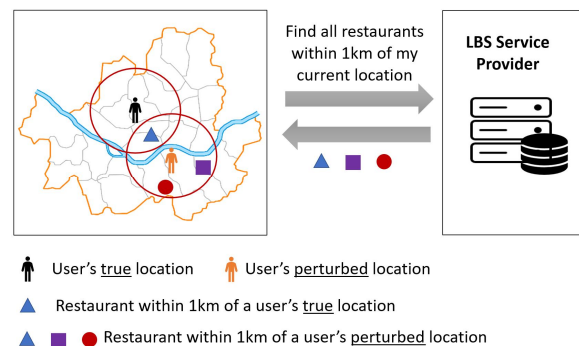 Find all restaurants
within 1km of my
current location
LBS Service
Provider
User's true location
User's perturbed location
Restaurant within 1km of a user's true location
Restaurant within 1km of a user's perturbed location